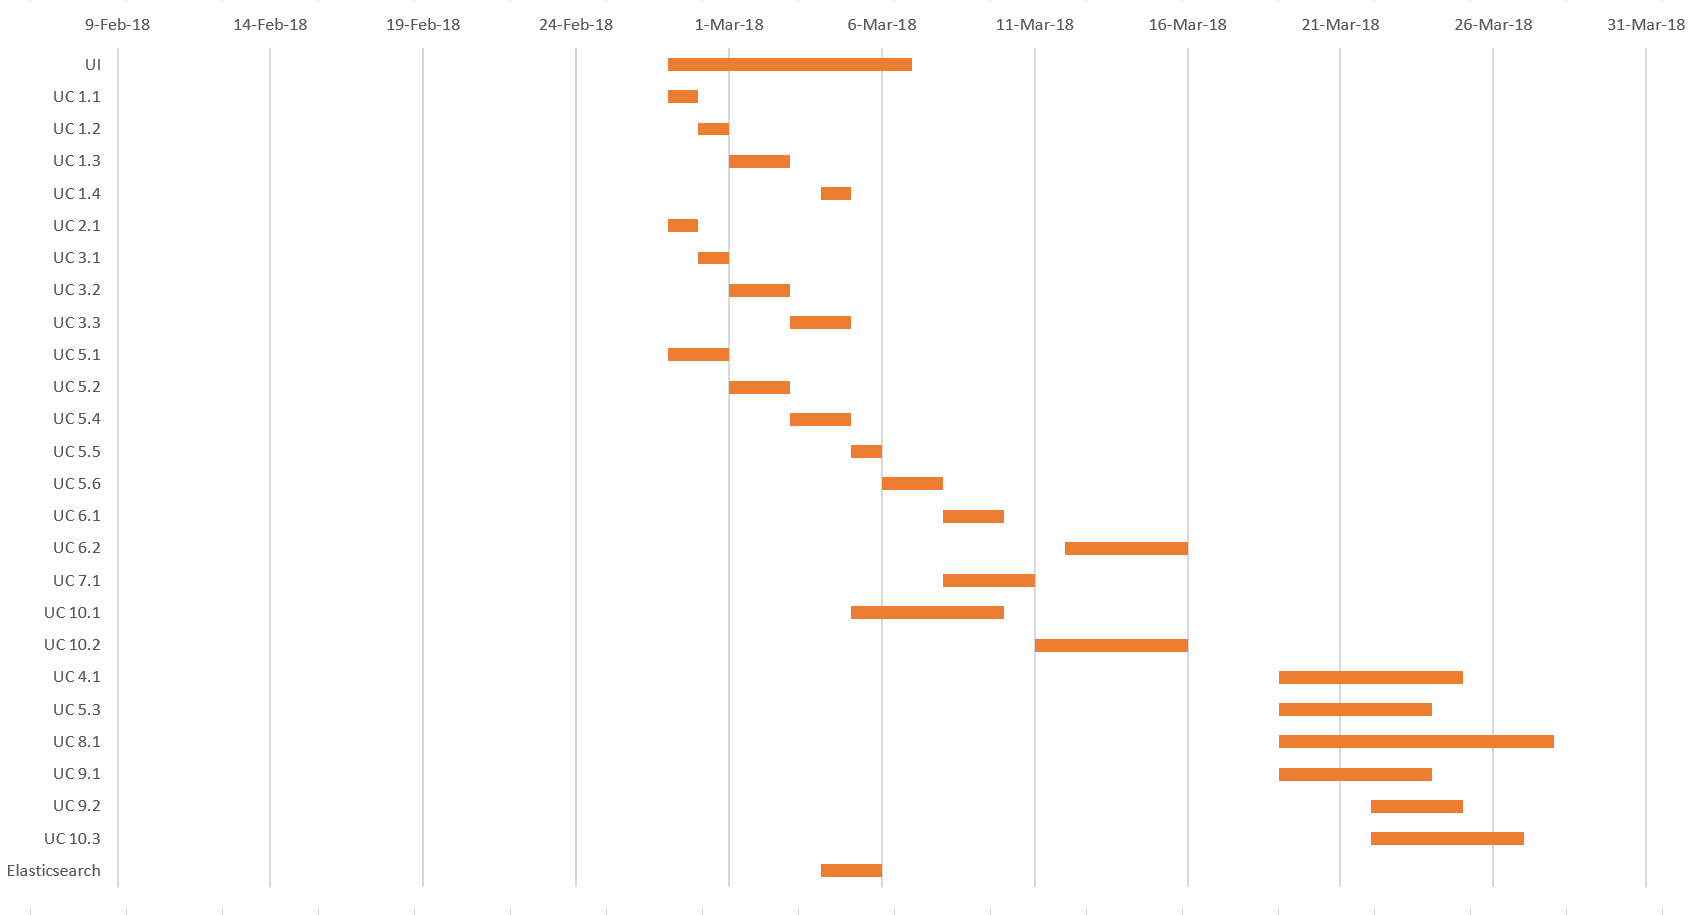 9-Feb-18 14-Feb-18 19-Feb-18 24-Feb-18 1-Mar-18 6-Mar-18 11-Mar-18 16-Mar-18 21-Mar-18 26-Mar-18 31-Mar-18
UI
UC 1.1
UC 1.2
UC 1.3
UC 1.4
UC 2.1
UC 3.1
UC 3.2
UC 3.3
UC 5.1
UC 5.2
UC 5.4
UC 5.5
UC 5.6
UC 6.1
UC 6.2
UC 7.1
UC 10.1
UC 10.2
UC 4.1
UC 5.3
UC 8.1
UC 9.1
UC 9.2
UC 10.3
Elasticsearch